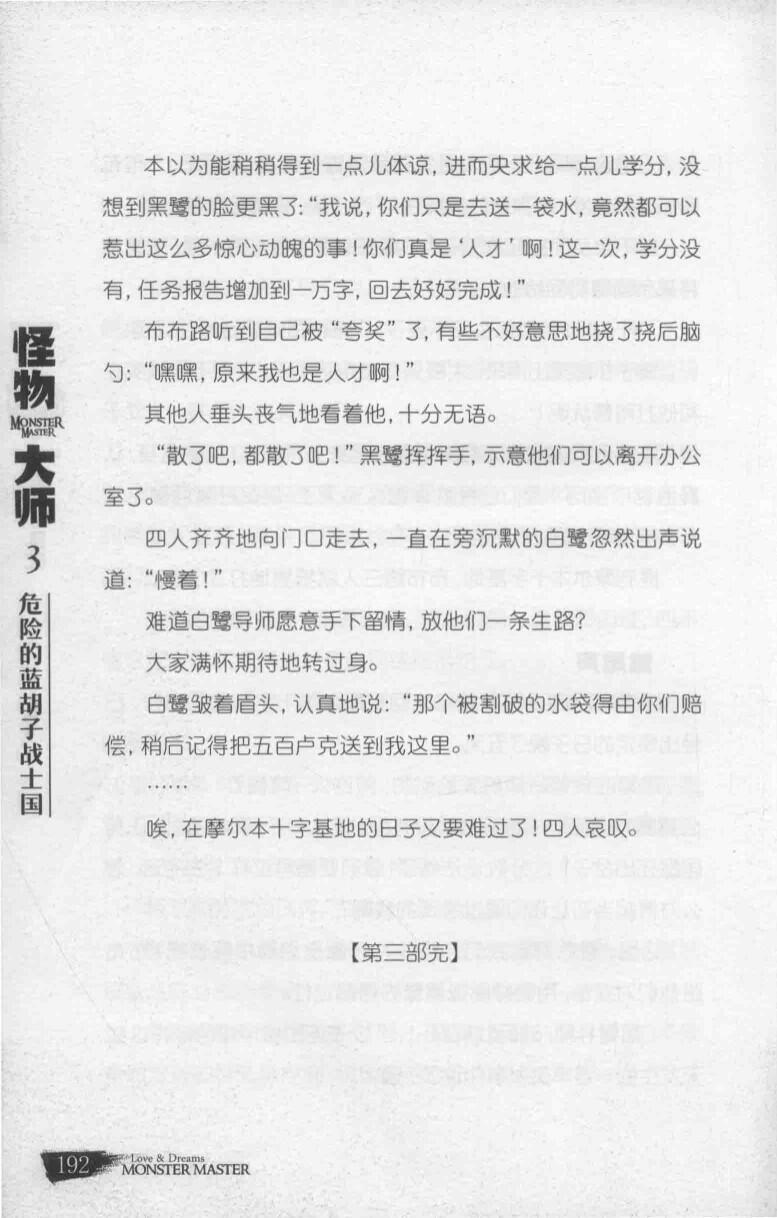 本以为能稍稍得到一点儿体谅，进而央求给一点儿学分，没
想到黑鹭的脸更黑了：“我说，你们只是去送一袋水，竟然都可以
惹出这么多惊心动魄的事！你们真是‘人才’啊！这一次，学分没
有，任务报告增加到一万字，回去好好完成！”
布布路听到自己被“夸奖”了，有些不好意思地挠了挠后脑
勺：“嘿嘿，原来我也是人才啊！”
其他人垂头丧气地看着他，十分无语。
“散了吧，都散了吧！”黑鹭挥挥手，示意他们可以离开办公
室了。
四人齐齐地向门口走去，一直在旁沉默的白鹭忽然出声说
道：“慢着！”
难道白鹭导师愿意手下留情，放他们一条生路？
大家满怀期待地转过身。
白鹭皱着眉头，认真地说：“那个被割破的水袋得由你们赔
偿，稍后记得把五百卢克送到我这里。”
……
唉，在摩尔本十字基地的日子又要难过了！四人哀叹。
【第三部完】
怪物
MONSTER
MASTER
大师
3
危险的蓝胡子战士国
192
Love & Dreams
MONSTER MASTER